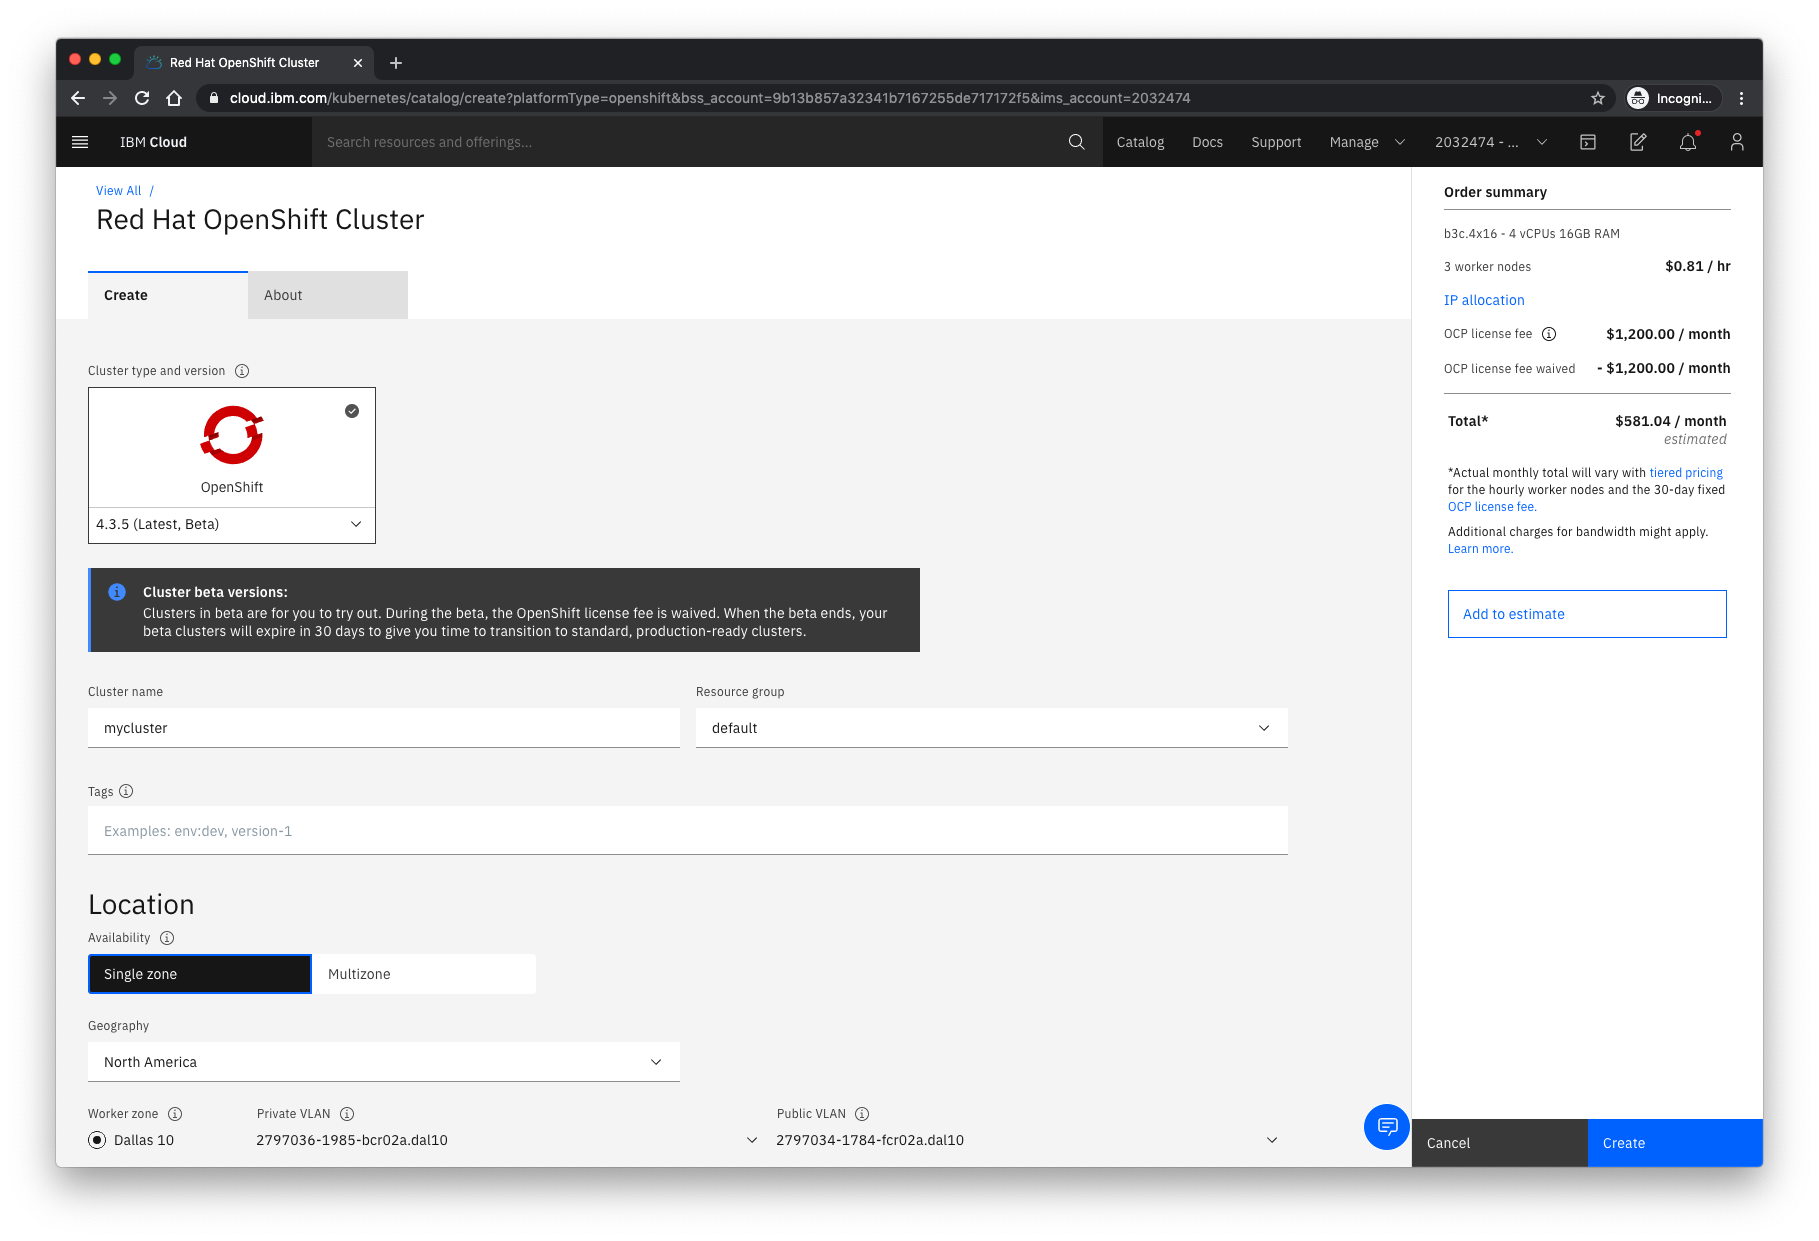 Red Hat OpenShift Cluster
cloud.ibm.com/kubernetes/catalog/create?platformType=openshift&bss_account=9b13b857a32341b7167255de717172f5&ims_account=2032474
Incogni...
IBM Cloud
Search resources and offerings...
Catalog
Docs
Support
Manage
2032474 - ...
View All /
Red Hat OpenShift Cluster
Create
About
Cluster type and version
OpenShift
4.3.5 (Latest, Beta)
Cluster beta versions:
Clusters in beta are for you to try out. During the beta, the OpenShift license fee is waived. When the beta ends, your
beta clusters will expire in 30 days to give you time to transition to standard, production-ready clusters.
Cluster name
mycluster
Resource group
default
Tags
Examples: env:dev, version-1
Location
Availability
Single zone
Multizone
Geography
North America
Worker zone
Private VLAN
Public VLAN
Dallas 10
2797036-1985-bcr02a.dal10
2797034-1784-fcr02a.dal10
Order summary
b3c.4x16 - 4 vCPUs 16GB RAM
3 worker nodes $0.81 / hr
IP allocation
OCP license fee $1,200.00 / month
OCP license fee waived - $1,200.00 / month
Total* $581.04 / month
estimated
*Actual monthly total will vary with tiered pricing
for the hourly worker nodes and the 30-day fixed
OCP license fee.
Additional charges for bandwidth might apply.
Learn more.
Add to estimate
Cancel
Create